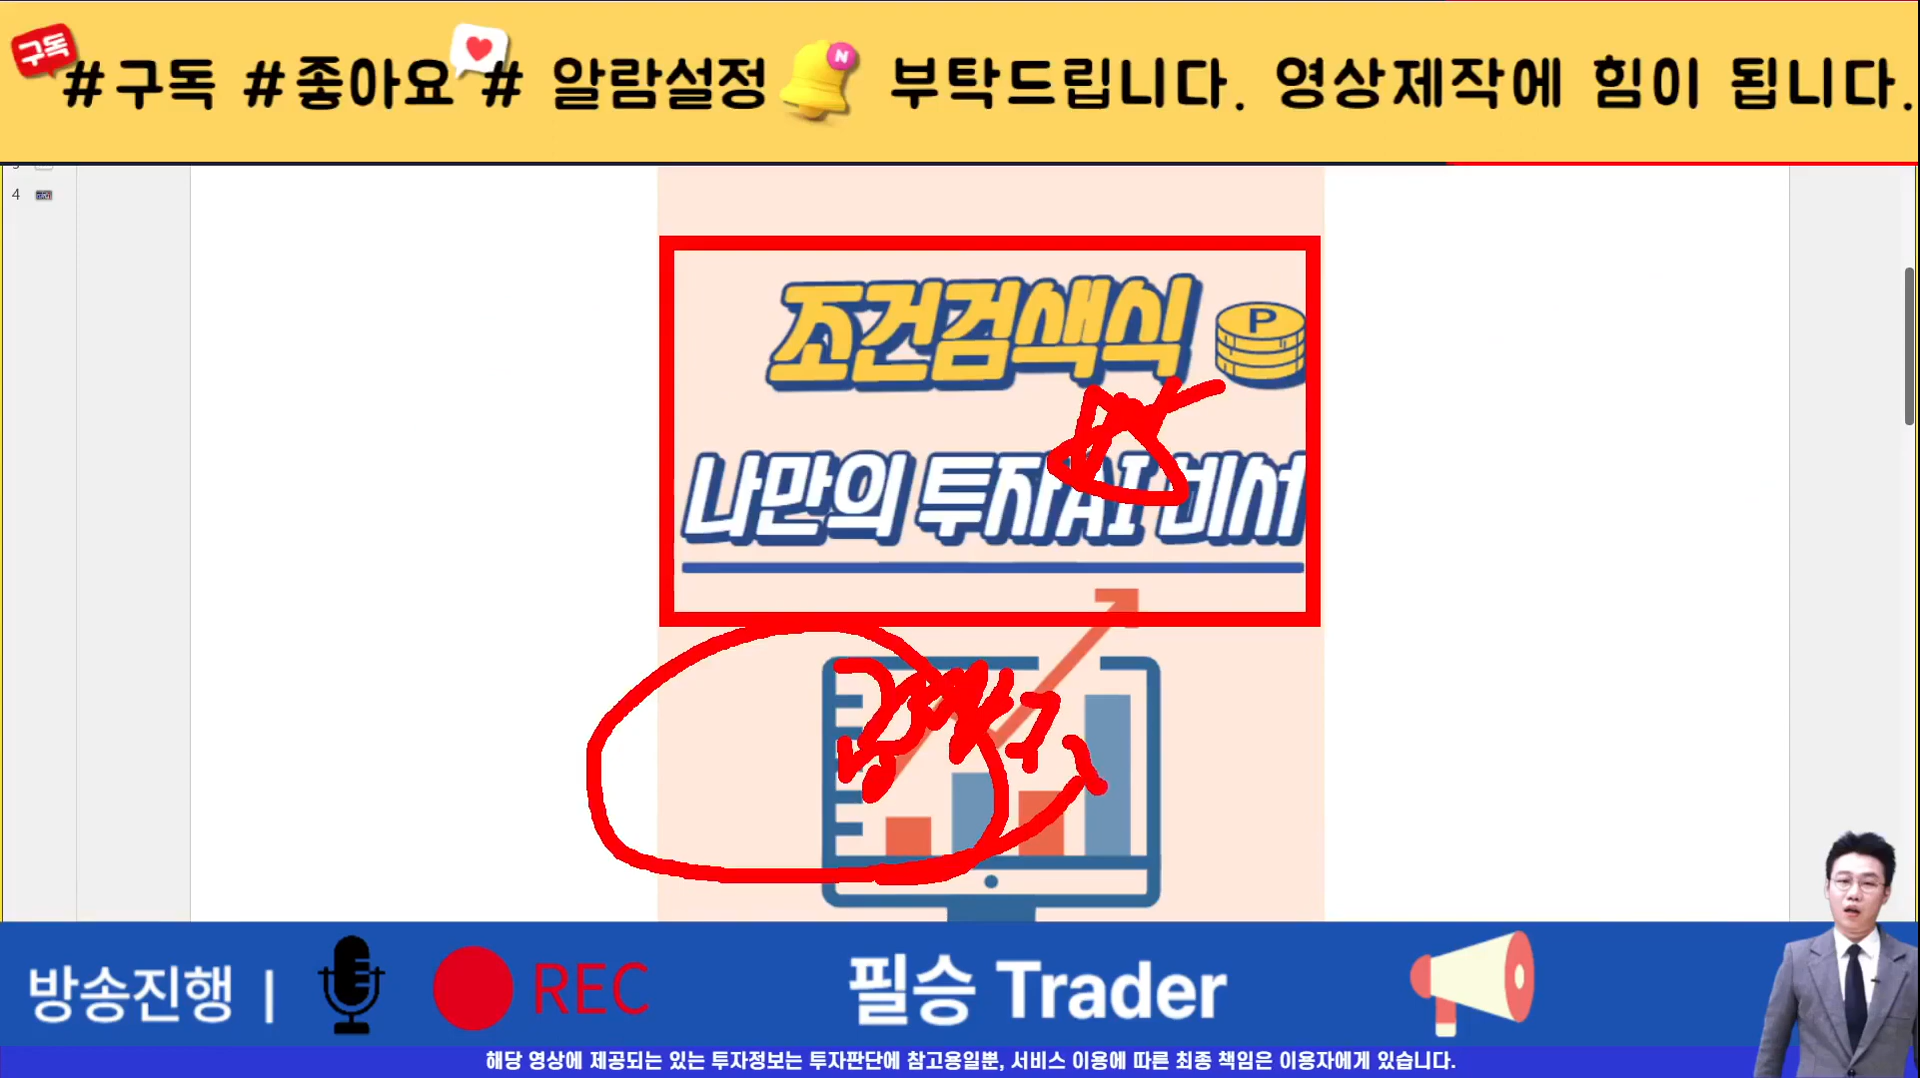 구독
#구독 #좋아요 # 알람설정 N 부탁드립니다. 영상제작에 힘이 됩니다.
4
조건검색식 P
나만의 투자AI 비서
방송진행 | REC 필승 Trader
해당 영상에 제공되는 있는 투자정보는 투자판단에 참고용일뿐, 서비스 이용에 따른 최종 책임은 이용자에게 있습니다.